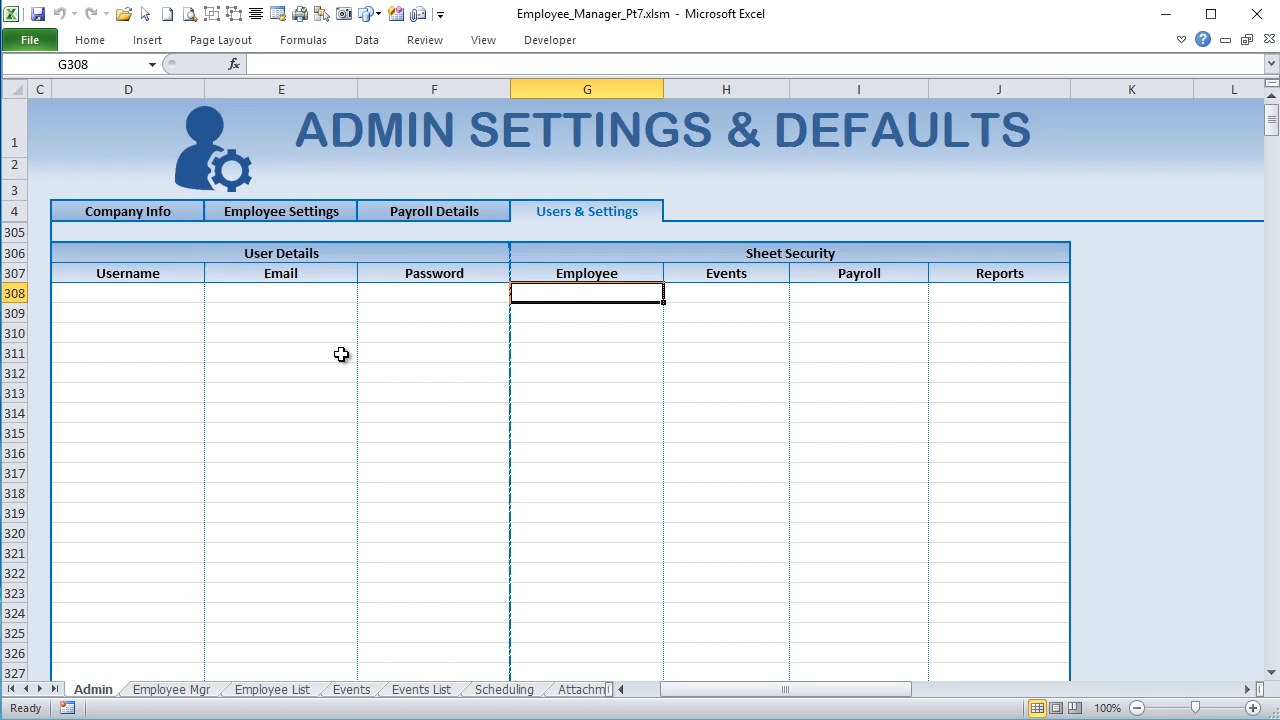 Employee_Manager_Pt7.xlsm - Microsoft Excel
File Home Insert Page Layout Formulas Data Review View Developer
G308 fx
C D E F G H I J K L
1 ADMIN SETTINGS & DEFAULTS
2
3
4 Company Info Employee Settings Payroll Details Users & Settings
305
306 User Details Sheet Security
307 Username Email Password Employee Events Payroll Reports
308
309
310
311
312
313
314
315
316
317
318
319
320
321
322
323
324
325
326
327
Admin Employee Mgr Employee List Events Events List Scheduling Attachm
Ready 100%